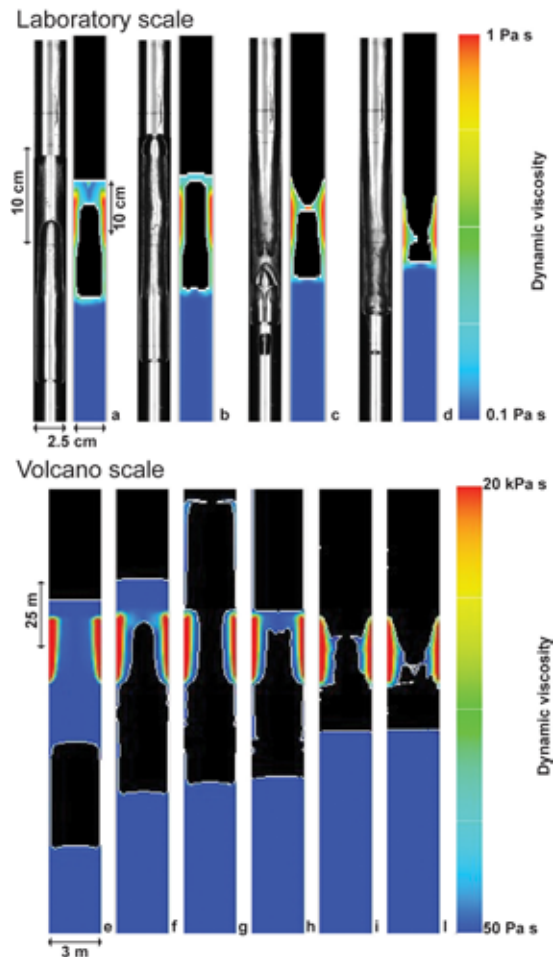 Laboratory scale
1 Pa s
10 cm
10 cm
Dynamic viscosity
0.1 Pa s
a
b
c
d
2.5 cm
Volcano scale
20 kPa s
25 m
Dynamic viscosity
50 Pa s
e
f
g
h
i
l
3 m